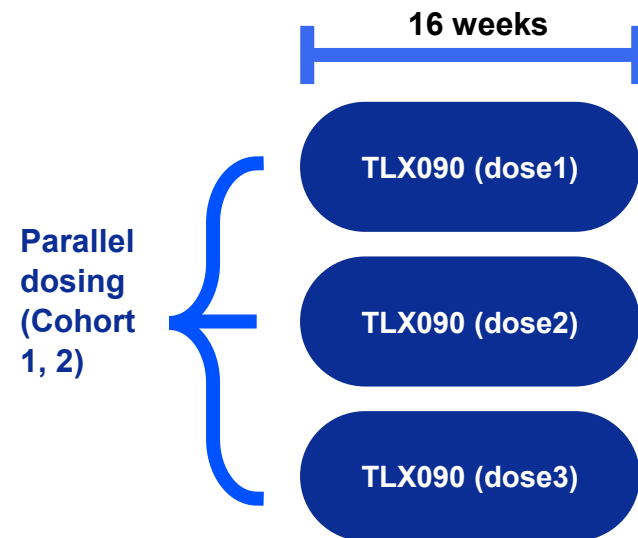 16 weeks
TLX090 (dose1)
Parallel
dosing
(Cohort
1, 2)
TLX090 (dose2)
TLX090 (dose3)